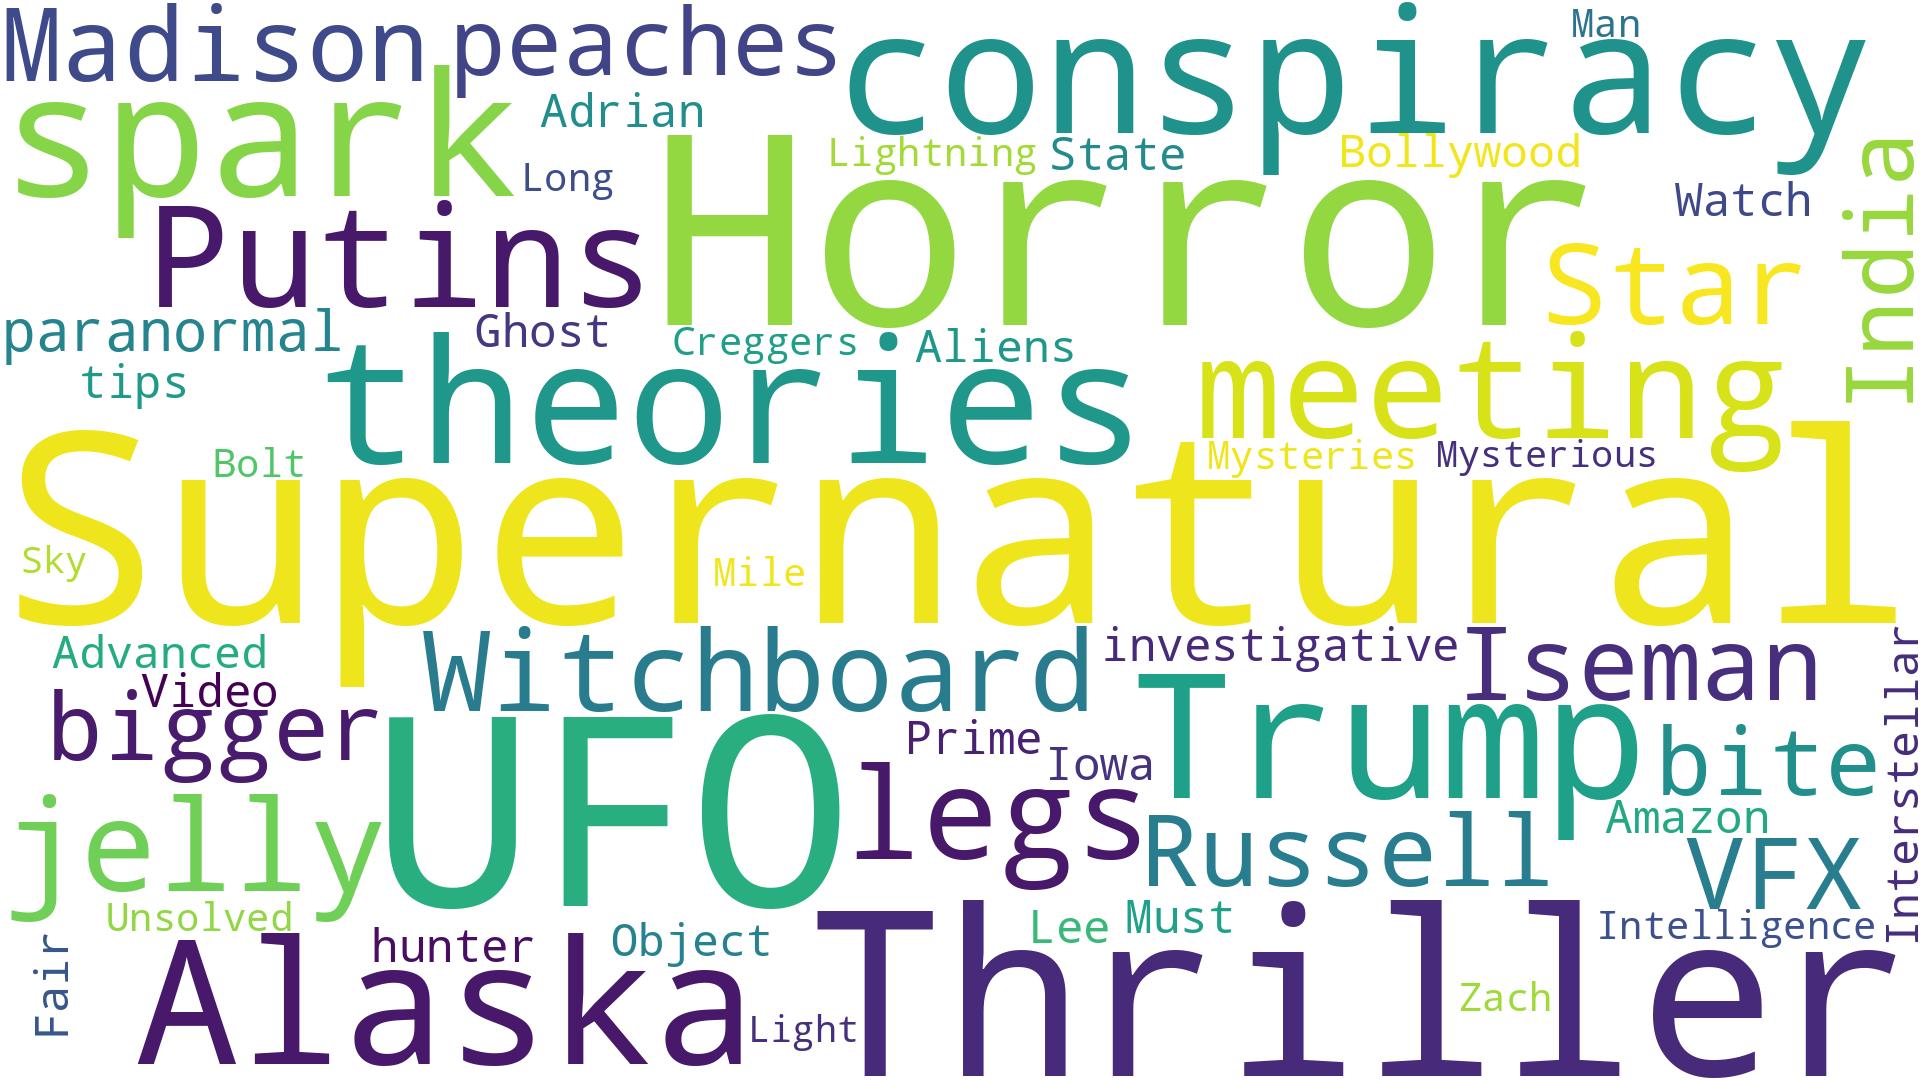 Madison
peaches
conspiracy
Man
spark
Adrian
Lightning
State
Bollywood
India
Long
Horror
Watch
Putins
Star
paranormal
Ghost
Creggers
Aliens
meeting
tips
theories
Supernatural
Bolt
Mysteries
Mysterious
Sky
Mile
Advanced
Witchboard
investigative
Iseman
Interstellar
Video
bigger
UFO
Prime
Iowa
Trump
bite
legs
jelly
Russell
Amazon
VFX
Unsolved
hunter
Object
Thriller
Lee
Must
Intelligence
Fair
Alaska
Light
Zach